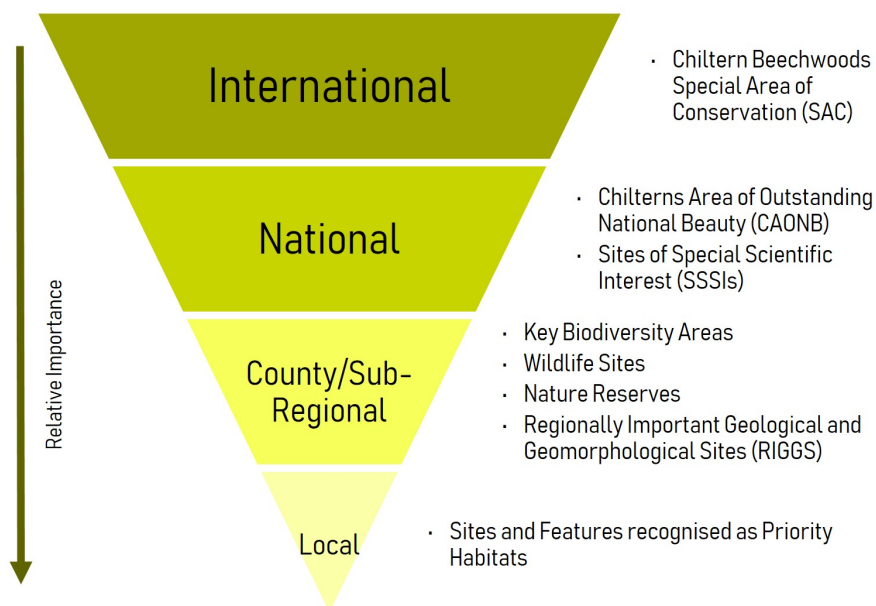 International
· Chiltern Beechwoods
Special Area of
Conservation (SAC)
National
· Chilterns Area of Outstanding
National Beauty (CAONB)
· Sites of Special Scientific
Interest (SSSIs)
Relative Importance
County/Sub-
Regional
· Key Biodiversity Areas
· Wildlife Sites
· Nature Reserves
· Regionally Important Geological and
Geomorphological Sites (RIGGS)
Local
· Sites and Features recognised as Priority
Habitats